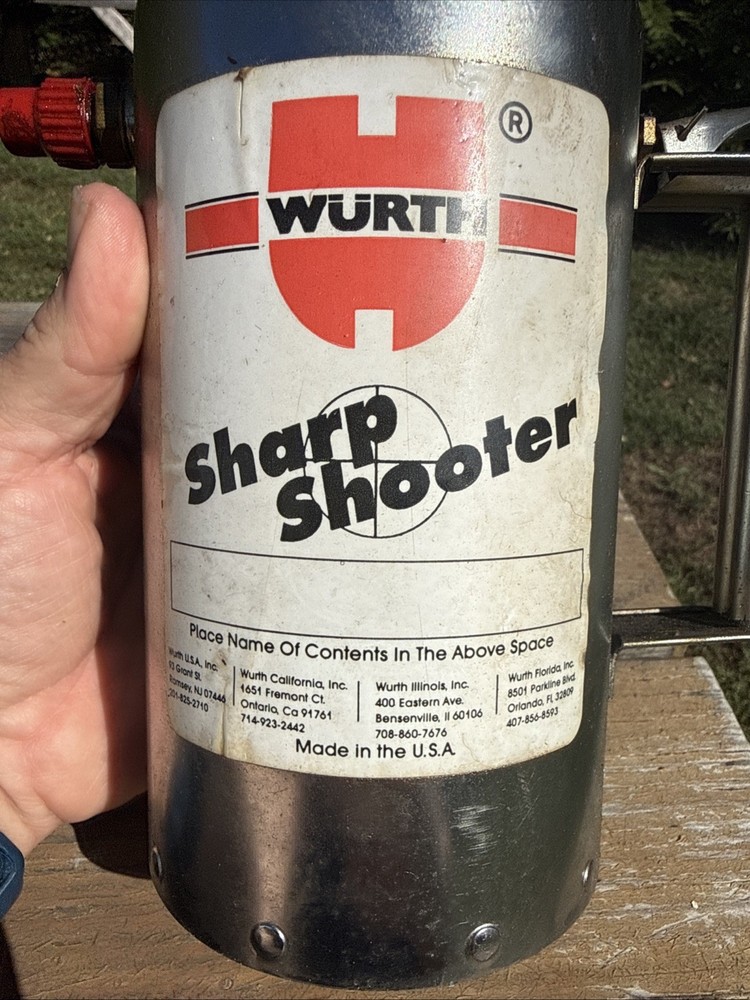 ®
WÜRTH
Sharp
Shooter
Place Name Of Contents In The Above Space
Wurth U.S.A, Inc.
93 Grant St.
Ramsey, NJ 07446
201-825-2710
Wurth California, Inc.
1651 Fremont Ct.
Ontario, Ca 91761
714-923-2442
Wurth Illinois, Inc.
400 Eastern Ave.
Bensenville, Il 60106
708-860-7676
Wurth Florida, Inc.
8501 Parkline Blvd.
Orlando, FL 32809
407-856-8593
Made in the U.S.A.